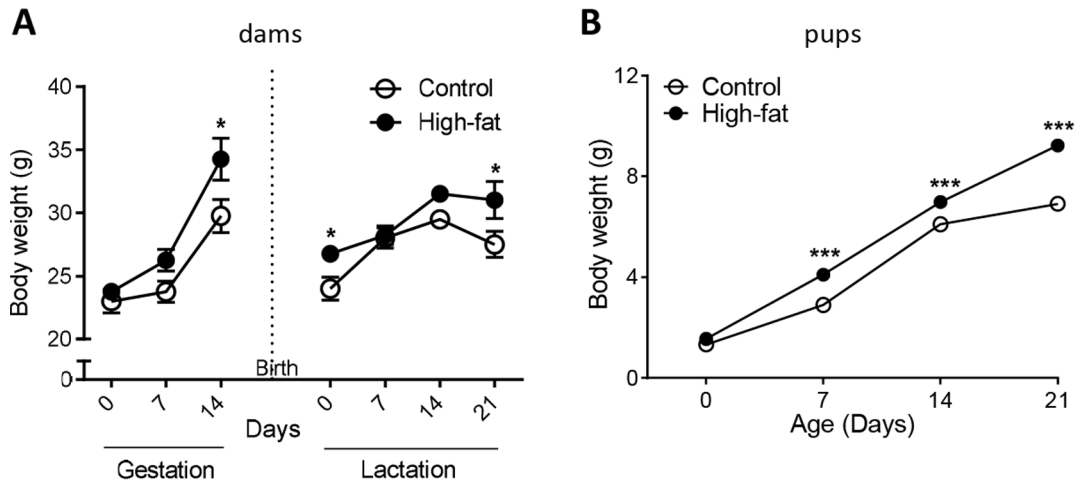 A
dams
Control
High-fat
Body weight (g)
40
35
30
25
20
0
*
*
*
Birth
0 7 14 0 7 14 21
Days
Gestation Lactation
B
pups
Control
High-fat
Body weight (g)
12
8
4
0
***
***
***
0 7 14 21
Age (Days)